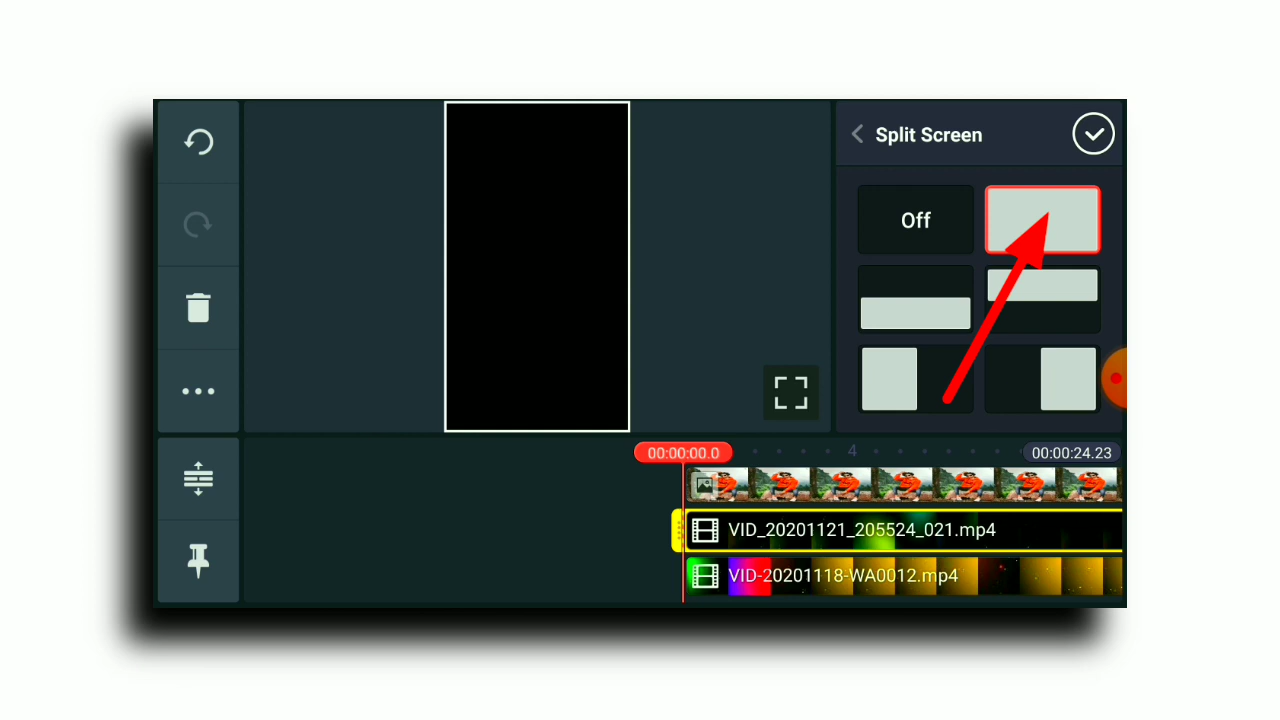 Split Screen
Off
00:00:00.0
4
00:00:24.23
VID_20201121_205524_021.mp4
VID-20201118-WA0012.mp4